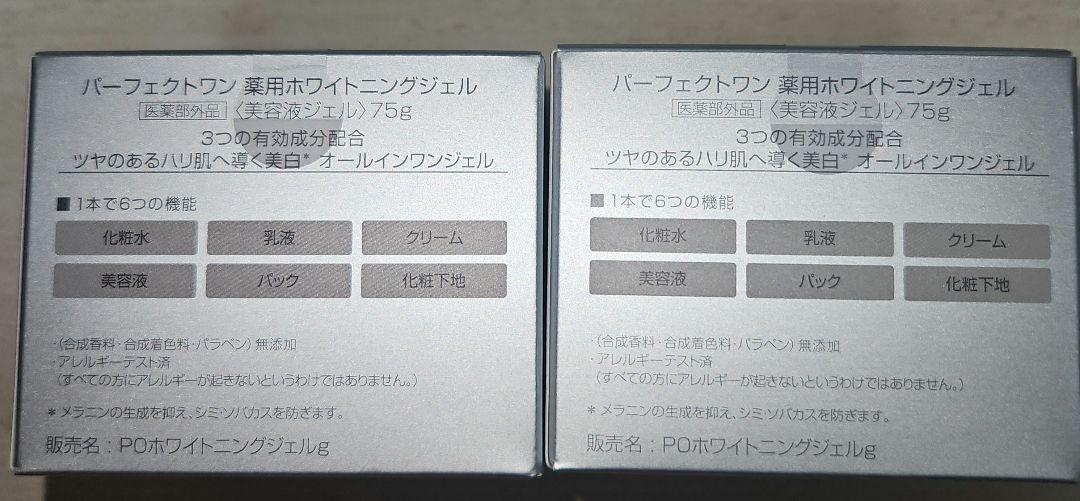 パーフェクトワン 薬用ホワイトニングジェル
医薬部外品 〈美容液ジェル〉75g
3つの有効成分配合
ツヤのあるハリ肌へ導く美白* オールインワンジェル
■1本で6つの機能
化粧水 乳液 クリーム
美容液 パック 化粧下地
・(合成香料・合成着色料・パラベン) 無添加
・アレルギーテスト済
(すべての方にアレルギーが起きないというわけではありません。)
* メラニンの生成を抑え、シミ・ソバカスを防ぎます。
販売名：POホワイトニングジェルg
パーフェクトワン 薬用ホワイトニングジェル
医薬部外品 〈美容液ジェル〉75g
3つの有効成分配合
ツヤのあるハリ肌へ導く美白* オールインワンジェル
■1本で6つの機能
化粧水 乳液 クリーム
美容液 パック 化粧下地
・(合成香料・合成着色料・パラベン) 無添加
・アレルギーテスト済
(すべての方にアレルギーが起きないというわけではありません。)
* メラニンの生成を抑え、シミ・ソバカスを防ぎます。
販売名：POホワイトニングジェルg